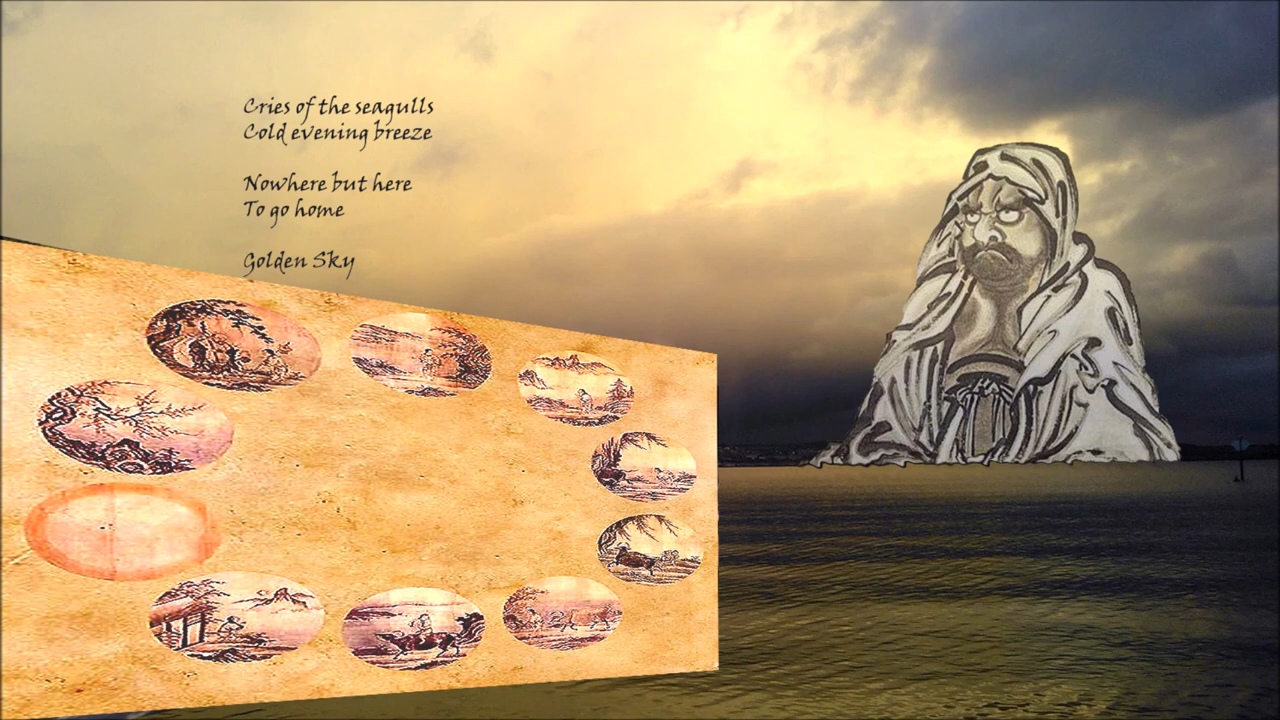 Cries of the seagulls
Cold evening breeze
Nowhere but here
To go home
Golden Sky